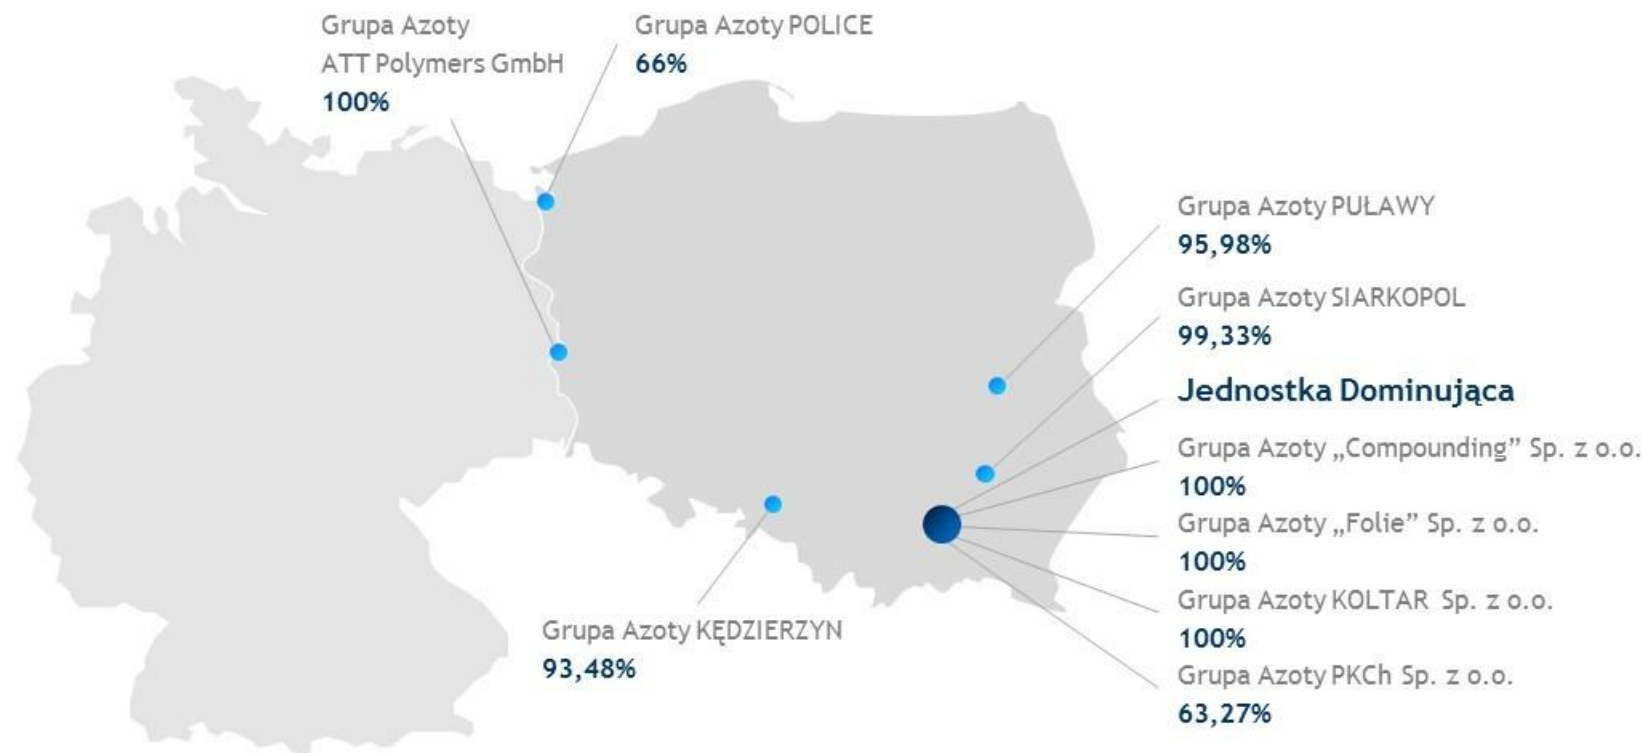 Grupa Azoty
ATT Polymers GmbH
100%
Grupa Azoty POLICE
66%
Grupa Azoty PUŁAWY
95,98%
Grupa Azoty SIARKOPOL
99,33%
Jednostka Dominująca
Grupa Azoty „Compounding” Sp. z o.o.
100%
Grupa Azoty „Folie” Sp. z o.o.
100%
Grupa Azoty KOLTAR Sp. z o.o.
100%
Grupa Azoty PKCh Sp. z o.o.
63,27%
Grupa Azoty KĘDZIERZYN
93,48%